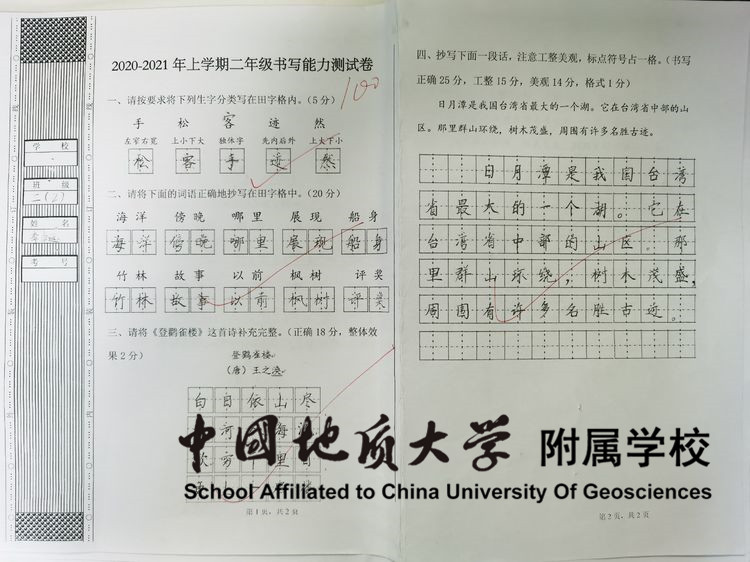 2020-2021年上学期二年级书写能力测试卷
100
学 校
班 级
二(2)
姓 名
考 号
一、请按要求将下列生字分类写在田字格内。(5分)
手 松 客 迹 然
左窄右宽 上小下大 独体字 先内后外 上大下小
松 客 手 迹 然
二、请将下面的词语正确地抄写在田字格中。(20分)
海洋 傍晚 哪里 展现 船身
海洋 傍晚 哪里 展现 船身
竹林 故事 以前 枫树 评奖
竹林 故事 以前 枫树 评奖
三、请将《登鹳雀楼》这首诗补充完整。(正确18分,整体效
果2分)
登鹳雀楼
(唐)王之涣
白日依山尽
河 海
欲穷 里目
第1页,共2页
四、抄写下面一段话,注意工整美观,标点符号占一格。(书写
正确25分,工整15分,美观14分,格式1分)
日月潭是我国台湾省最大的一个湖。它在台湾省中部的山
区。那里群山环绕,树木茂盛,周围有许多名胜古迹。
日月潭是我国台湾
省最大的一个湖。它在
台湾省中部的山区。那
里群山环绕,树木茂盛,
周围有许多名胜古迹。
第2页,共2页
中國地质大学 附属学校
School Affiliated to China University Of Geosciences